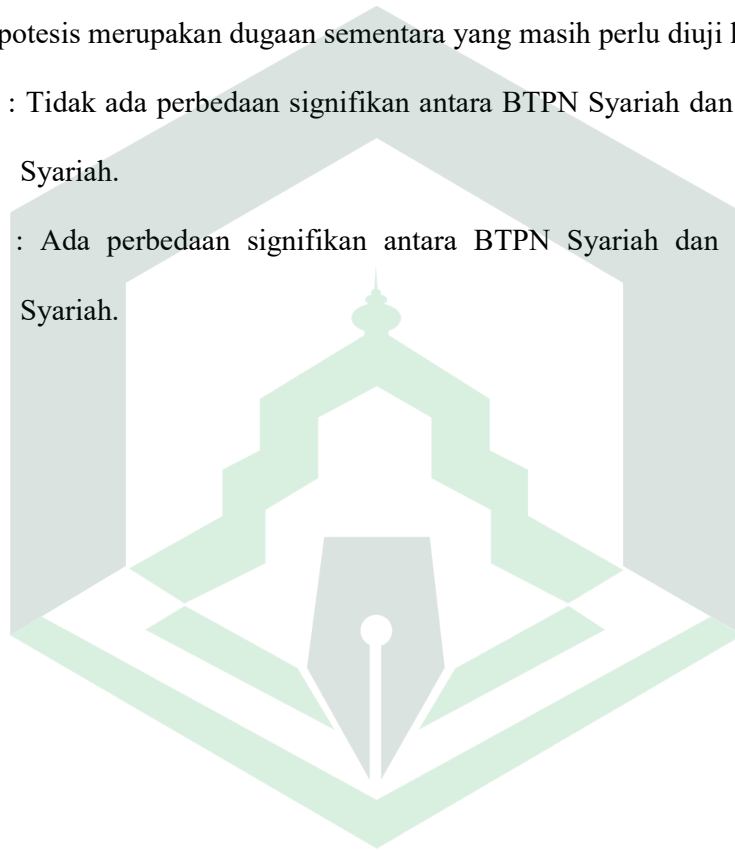 potesis merupakan dugaan sementara yang masih perlu diuji
: Tidak ada perbedaan signifikan antara BTPN Syariah dan
Syariah.
: Ada perbedaan signifikan antara BTPN Syariah dan
Syariah.